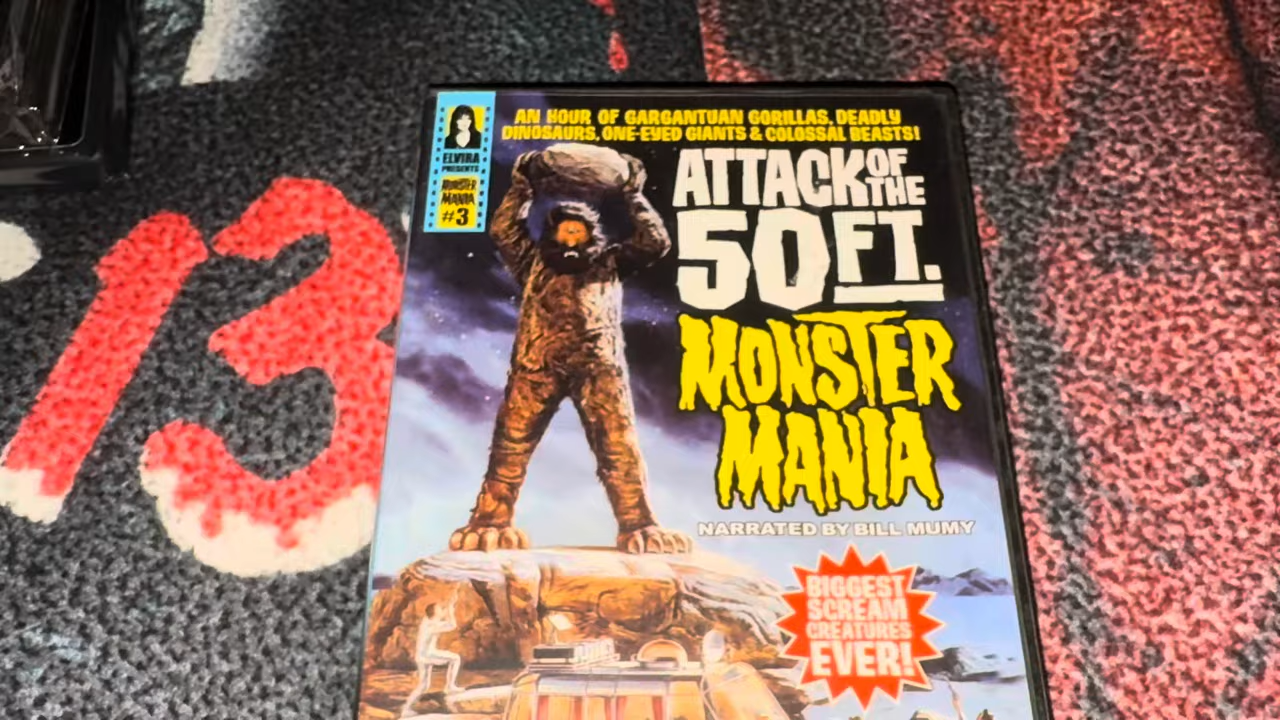 13
ELVIRA
PRESENTS
MONSTER
MANIA
#3
AN HOUR OF GARGANTUAN GORILLAS, DEADLY
DINOSAURS, ONE-EYED GIANTS & COLOSSAL BEASTS!
ATTACK OF
THE
50 FT.
MONSTER
MANIA
NARRATED BY BILL MUMY
BIGGEST
SCREAM
CREATURES
EVER!